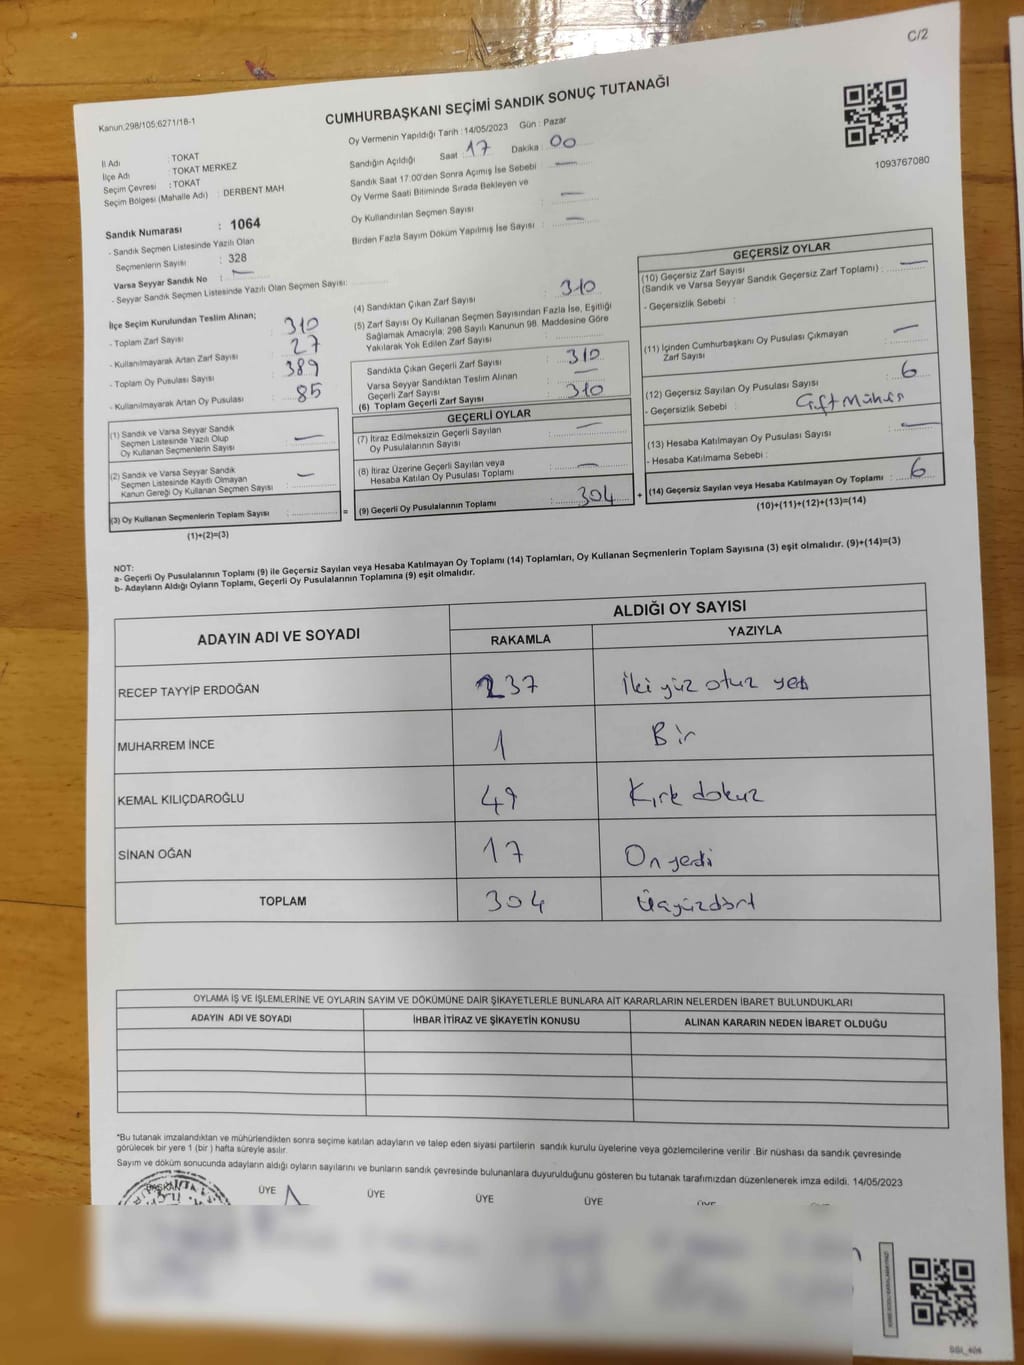 C/2
Kanun:298/105;6271/18-1
CUMHURBAŞKANI SEÇİMİ SANDIK SONUÇ TUTANAĞI
Oy Vermenin Yapıldığı Tarih : 14/05/2023 Gün : Pazar
1093767080
İl Adı : TOKAT
İlçe Adı : TOKAT MERKEZ
Seçim Çevresi : TOKAT
Seçim Bölgesi (Mahalle Adı) : DERBENT MAH
Sandık Numarası : 1064
- Sandık Seçmen Listesinde Yazılı Olan
Seçmenlerin Sayısı : 328
Varsa Seyyar Sandık No : —
- Seyyar Sandık Seçmen Listesinde Yazılı Olan Seçmen Sayısı:
Sandığın Açıldığı Saat : 17 Dakika : 00
Sandık Saat 17:00'den Sonra Açımış İse Sebebi : —
Oy Verme Saati Bitiminde Sırada Bekleyen ve
Oy Kullandırılan Seçmen Sayısı : —
Birden Fazla Sayım Döküm Yapılmış İse Sayısı : —
İlçe Seçim Kurulundan Teslim Alınan;
- Toplam Zarf Sayısı : 310
- Kullanılmayarak Artan Zarf Sayısı : 27
- Toplam Oy Pusulası Sayısı : 389
- Kullanılmayarak Artan Oy Pusulası : 85
(1) Sandık ve Varsa Seyyar Sandık
Seçmen Listesinde Yazılı Olup
Oy Kullanan Seçmenlerin Sayısı : —
(2) Sandık ve Varsa Seyyar Sandık
Seçmen Listesinde Kayıtlı Olmayan
Kanun Gereği Oy Kullanan Seçmen Sayısı : —
(3) Oy Kullanan Seçmenlerin Toplam Sayısı :
(1)+(2)=(3)
=
(4) Sandıktan Çıkan Zarf Sayısı : 310
(5) Zarf Sayısı Oy Kullanan Seçmen Sayısından Fazla İse, Eşitliği
Sağlamak Amacıyla; 298 Sayılı Kanunun 98. Maddesine Göre
Yakılarak Yok Edilen Zarf Sayısı :
Sandıkta Çıkan Geçerli Zarf Sayısı : 310
Varsa Seyyar Sandıktan Teslim Alınan
Geçerli Zarf Sayısı : —
(6) Toplam Geçerli Zarf Sayısı : 310
GEÇERLİ OYLAR
(7) İtiraz Edilmeksizin Geçerli Sayılan
Oy Pusulalarının Sayısı : —
(8) İtiraz Üzerine Geçerli Sayılan veya
Hesaba Katılan Oy Pusulası Toplamı : —
(9) Geçerli Oy Pusulalarının Toplamı : 304
+
GEÇERSİZ OYLAR
(10) Geçersiz Zarf Sayısı
(Sandık ve Varsa Seyyar Sandık Geçersiz Zarf Toplamı) : —
- Geçersizlik Sebebi :
(11) İçinden Cumhurbaşkanı Oy Pusulası Çıkmayan
Zarf Sayısı : —
(12) Geçersiz Sayılan Oy Pusulası Sayısı : 6
- Geçersizlik Sebebi : Çift Mühür
(13) Hesaba Katılmayan Oy Pusulası Sayısı : —
- Hesaba Katılmama Sebebi :
(14) Geçersiz Sayılan veya Hesaba Katılmayan Oy Toplamı : 6
(10)+(11)+(12)+(13)=(14)
NOT:
a- Geçerli Oy Pusulalarının Toplamı (9) ile Geçersiz Sayılan veya Hesaba Katılmayan Oy Toplamı (14) Toplamları, Oy Kullanan Seçmenlerin Toplam Sayısına (3) eşit olmalıdır. (9)+(14)=(3)
b- Adayların Aldığı Oyların Toplamı, Geçerli Oy Pusulalarının Toplamına (9) eşit olmalıdır.
ADAYIN ADI VE SOYADI
ALDIĞI OY SAYISI
RAKAMLA YAZIYLA
RECEP TAYYİP ERDOĞAN 237 İki yüz otuz yedi
MUHARREM İNCE 1 Bir
KEMAL KILIÇDAROĞLU 49 Kırk dokuz
SİNAN OĞAN 17 On yedi
TOPLAM 304 Üçyüzdört
OYLAMA İŞ VE İŞLEMLERİNE VE OYLARIN SAYIM VE DÖKÜMÜNE DAİR ŞİKAYETLERLE BUNLARA AİT KARARLARIN NELERDEN İBARET BULUNDUKLARI
ADAYIN ADI VE SOYADI İHBAR İTİRAZ VE ŞİKAYETİN KONUSU ALINAN KARARIN NEDEN İBARET OLDUĞU
*Bu tutanak imzalandıktan ve mühürlendikten sonra seçime katılan adayların ve talep eden siyasi partilerin sandık kurulu üyelerine veya gözlemcilerine verilir .Bir nüshası da sandık çevresinde
görülecek bir yere 1 (bir ) hafta süreyle asılır.
Sayım ve döküm sonucunda adayların aldığı oyların sayılarını ve bunların sandık çevresinde bulunanlara duyurulduğunu gösteren bu tutanak tarafımızdan düzenlenerek imza edildi. 14/05/2023
BAŞKAN ÜYE ÜYE ÜYE ÜYE